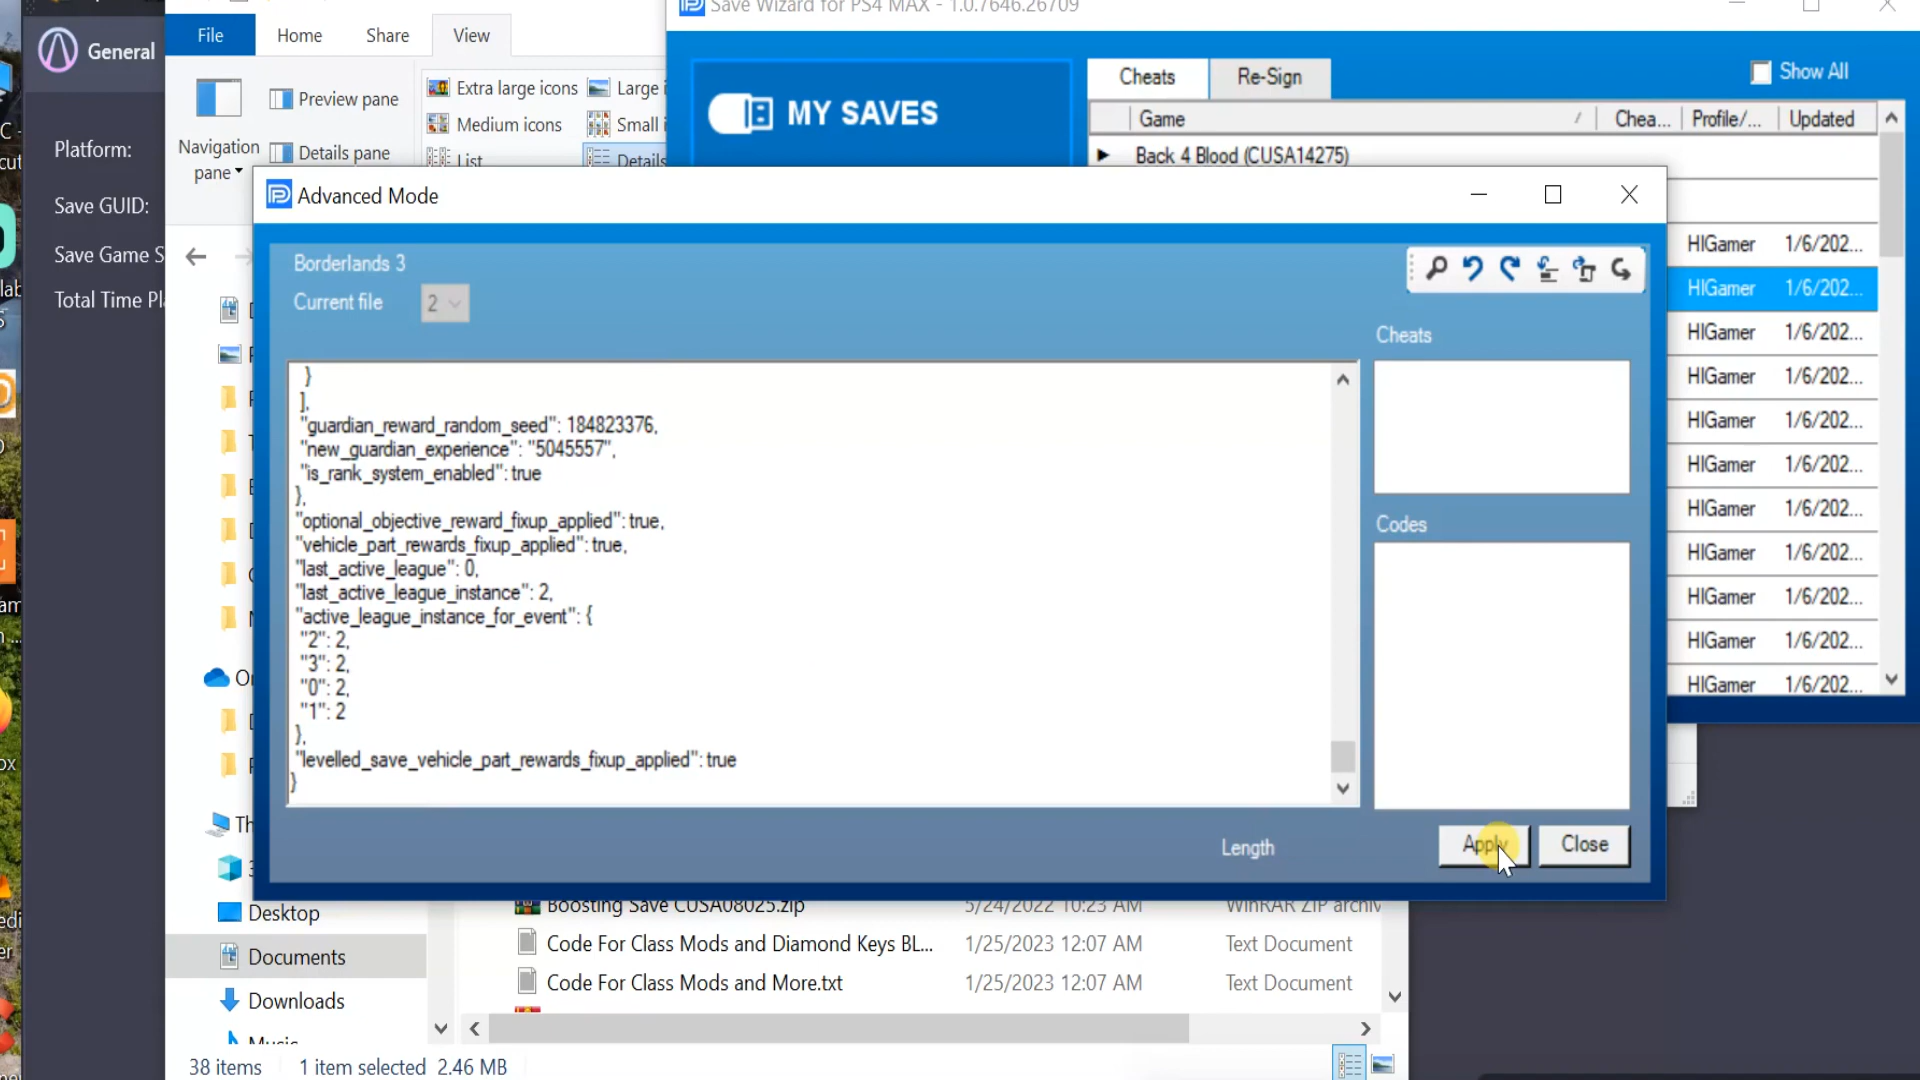 General
Platform:
Save GUID:
Save Game S
Total Time Pl
File
Home
Share
View
Navigation
pane
Preview pane
Details pane
Extra large icons
Large i
Medium icons
Small i
List
Details
Save Wizard for PS4 MAX - 1.0.7646.26709
MY SAVES
Cheats
Re-Sign
Show All
Game
Chea...
Profile/...
Updated
Back 4 Blood (CUSA14275)
HIGamer 1/6/202...
HIGamer 1/6/202...
HIGamer 1/6/202...
HIGamer 1/6/202...
HIGamer 1/6/202...
HIGamer 1/6/202...
HIGamer 1/6/202...
HIGamer 1/6/202...
HIGamer 1/6/202...
HIGamer 1/6/202...
HIGamer 1/6/202...
Advanced Mode
Borderlands 3
Current file 2
Cheats
Codes
}
],
"guardian_reward_random_seed": 184823376,
"new_guardian_experience": "5045557",
"is_rank_system_enabled": true
},
"optional_objective_reward_fixup_applied": true,
"vehicle_part_rewards_fixup_applied": true,
"last_active_league": 0,
"last_active_league_instance": 2,
"active_league_instance_for_event": {
"2": 2,
"3": 2,
"0": 2,
"1": 2
},
"levelled_save_vehicle_part_rewards_fixup_applied": true
}
Length
Apply
Close
Desktop
Documents
Downloads
Music
Boosting Save CUSA08025.zip 5/24/2022 10:23 AM WinRAR ZIP archiv
Code For Class Mods and Diamond Keys BL... 1/25/2023 12:07 AM Text Document
Code For Class Mods and More.txt 1/25/2023 12:07 AM Text Document
38 items 1 item selected 2.46 MB